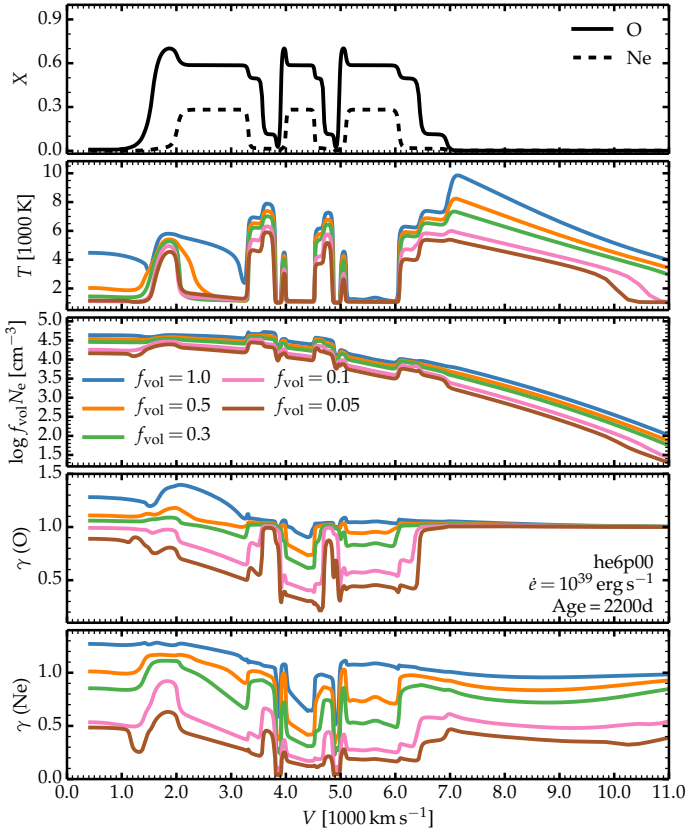 0.9
0.6
0.3
0.0
X
O
Ne
10
8
6
4
2
T [1000 K]
5.0
4.5
4.0
3.5
3.0
2.5
2.0
1.5
log f_vol N_e [cm⁻³]
f_vol = 1.0
f_vol = 0.1
f_vol = 0.5
f_vol = 0.05
f_vol = 0.3
1.5
1.0
0.5
γ (O)
he6p00
ė = 10³⁹ erg s⁻¹
Age = 2200d
1.0
0.5
0.0
γ (Ne)
0.0 1.0 2.0 3.0 4.0 5.0 6.0 7.0 8.0 9.0 10.0 11.0
V [1000 km s⁻¹]